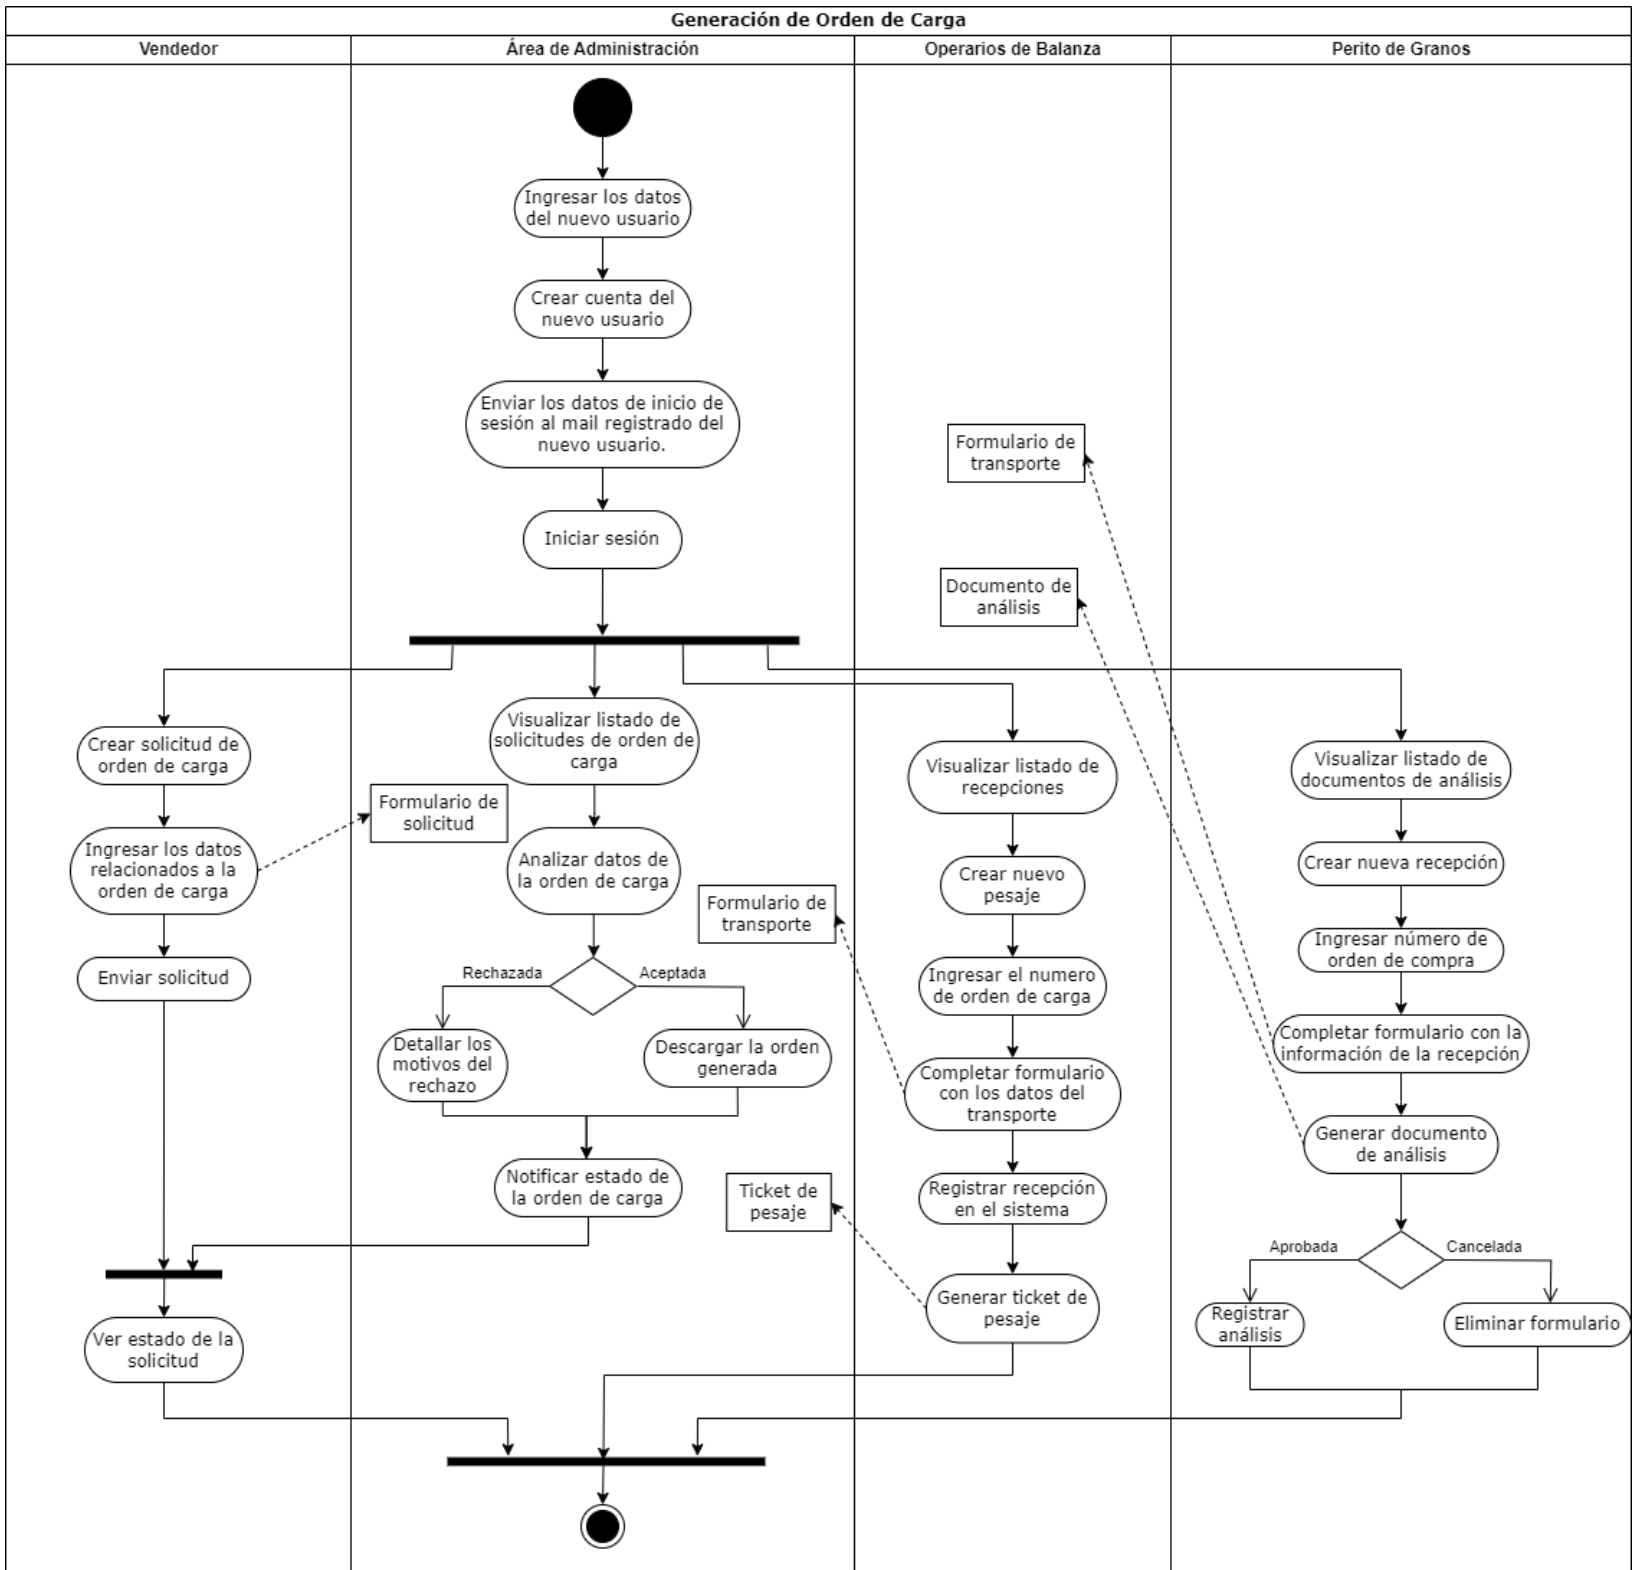 Generación de Orden de Carga
Vendedor
Área de Administración
Operarios de Balanza
Perito de Granos
Ingresar los datos
del nuevo usuario
Crear cuenta del
nuevo usuario
Enviar los datos de inicio de
sesión al mail registrado del
nuevo usuario.
Iniciar sesión
Formulario de
transporte
Documento de
análisis
Crear solicitud de
orden de carga
Ingresar los datos
relacionados a la
orden de carga
Enviar solicitud
Formulario de
solicitud
Visualizar listado de
solicitudes de orden de
carga
Analizar datos de
la orden de carga
Rechazada
Aceptada
Detallar los
motivos del
rechazo
Descargar la orden
generada
Notificar estado de
la orden de carga
Ver estado de la
solicitud
Visualizar listado de
recepciones
Crear nuevo
pesaje
Formulario de
transporte
Ingresar el numero
de orden de carga
Completar formulario
con los datos del
transporte
Registrar recepción
en el sistema
Ticket de
pesaje
Generar ticket de
pesaje
Visualizar listado de
documentos de análisis
Crear nueva recepción
Ingresar número de
orden de compra
Completar formulario con la
información de la recepción
Generar documento
de análisis
Aprobada
Cancelada
Registrar
análisis
Eliminar formulario